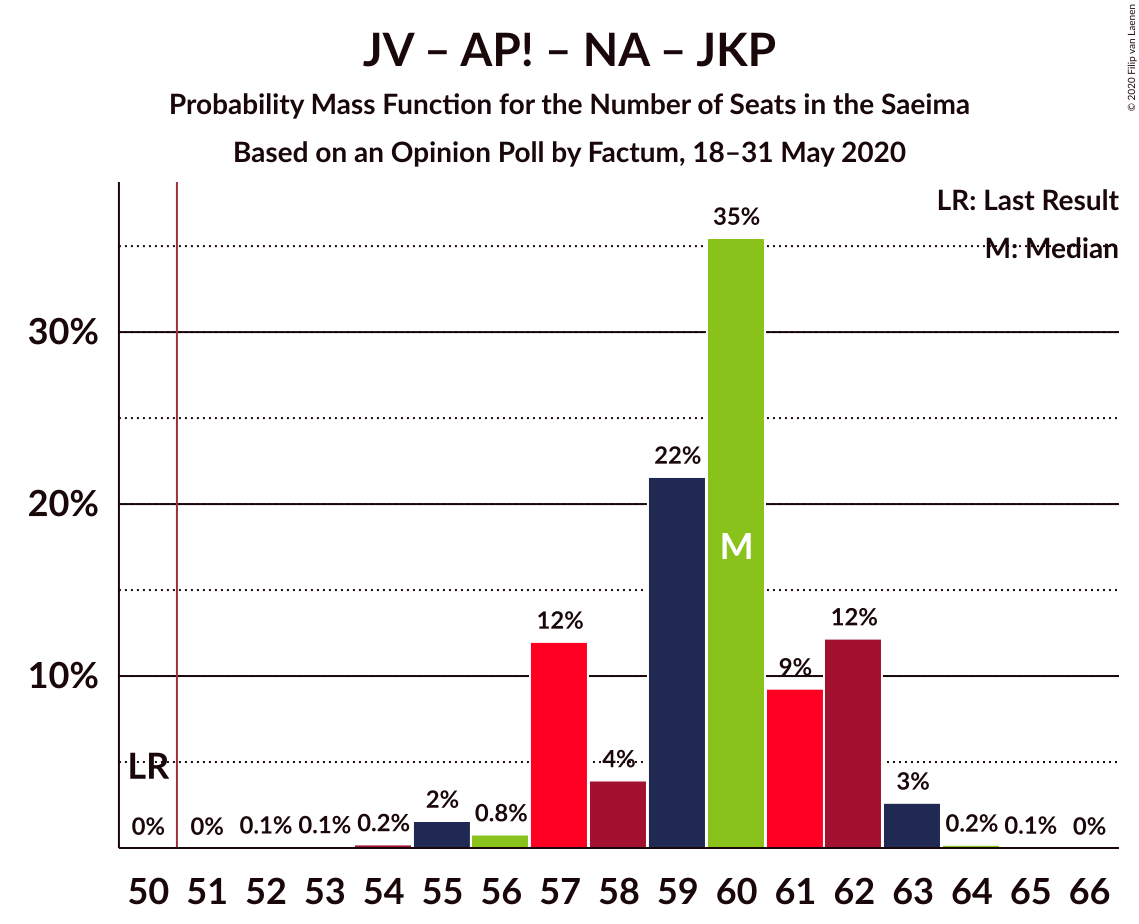 JV – AP! – NA – JKP
Probability Mass Function for the Number of Seats in the Saeima
Based on an Opinion Poll by Factum, 18–31 May 2020
© 2020 Filip van Laenen
LR: Last Result
M: Median
35%
30%
22%
20%
M
12%
12%
9%
10%
LR
4%
3%
2%
0.8%
0% 0% 0.1% 0.1% 0.2% 0.2% 0.1% 0%
50 51 52 53 54 55 56 57 58 59 60 61 62 63 64 65 66